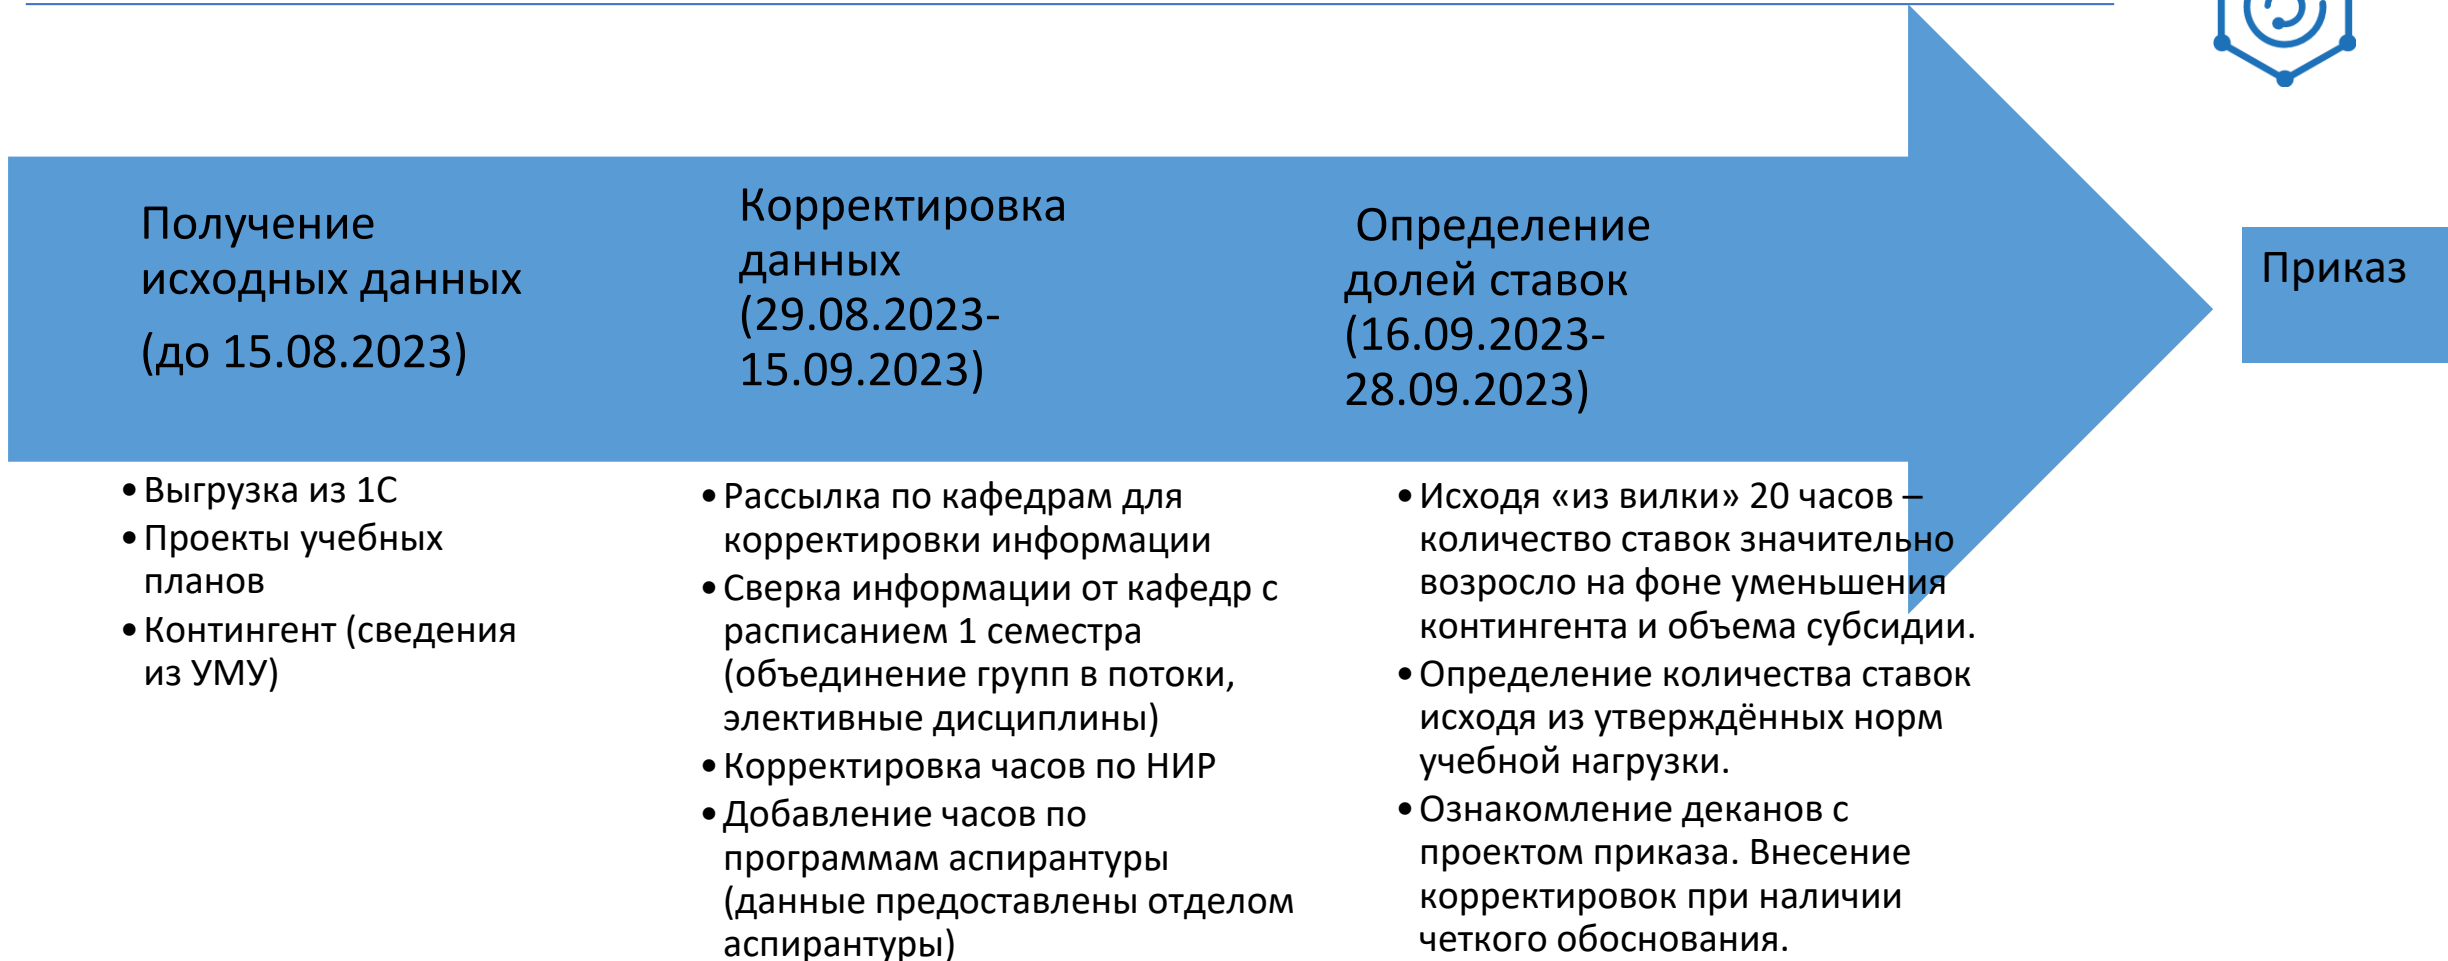 Получение
исходных данных
(до 15.08.2023)
Корректировка
данных
(29.08.2023-
15.09.2023)
Определение
долей ставок
(16.09.2023-
28.09.2023)
Приказ
•Выгрузка из 1С
•Проекты учебных
планов
•Контингент (сведения
из УМУ)
•Рассылка по кафедрам для
корректировки информации
•Сверка информации от кафедр с
расписанием 1 семестра
(объединение групп в потоки,
элективные дисциплины)
•Корректировка часов по НИР
•Добавление часов по
программам аспирантуры
(данные предоставлены отделом
аспирантуры)
•Исходя «из вилки» 20 часов –
количество ставок значительно
возросло на фоне уменьшения
контингента и объема субсидии.
•Определение количества ставок
исходя из утверждённых норм
учебной нагрузки.
•Ознакомление деканов с
проектом приказа. Внесение
корректировок при наличии
четкого обоснования.